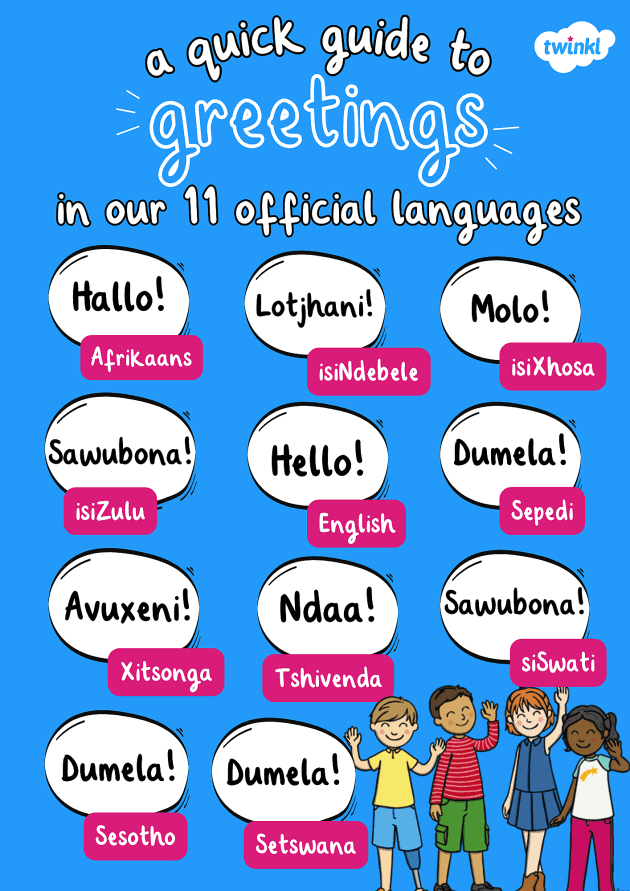 twinkl
a quick guide to
greetings
in our 11 official languages
Hallo!
Afrikaans
Lotjhani!
isiNdebele
Molo!
isiXhosa
Sawubona!
isiZulu
Hello!
English
Dumela!
Sepedi
Avuxeni!
Xitsonga
Ndaa!
Tshivenda
Sawubona!
siSwati
Dumela!
Sesotho
Dumela!
Setswana